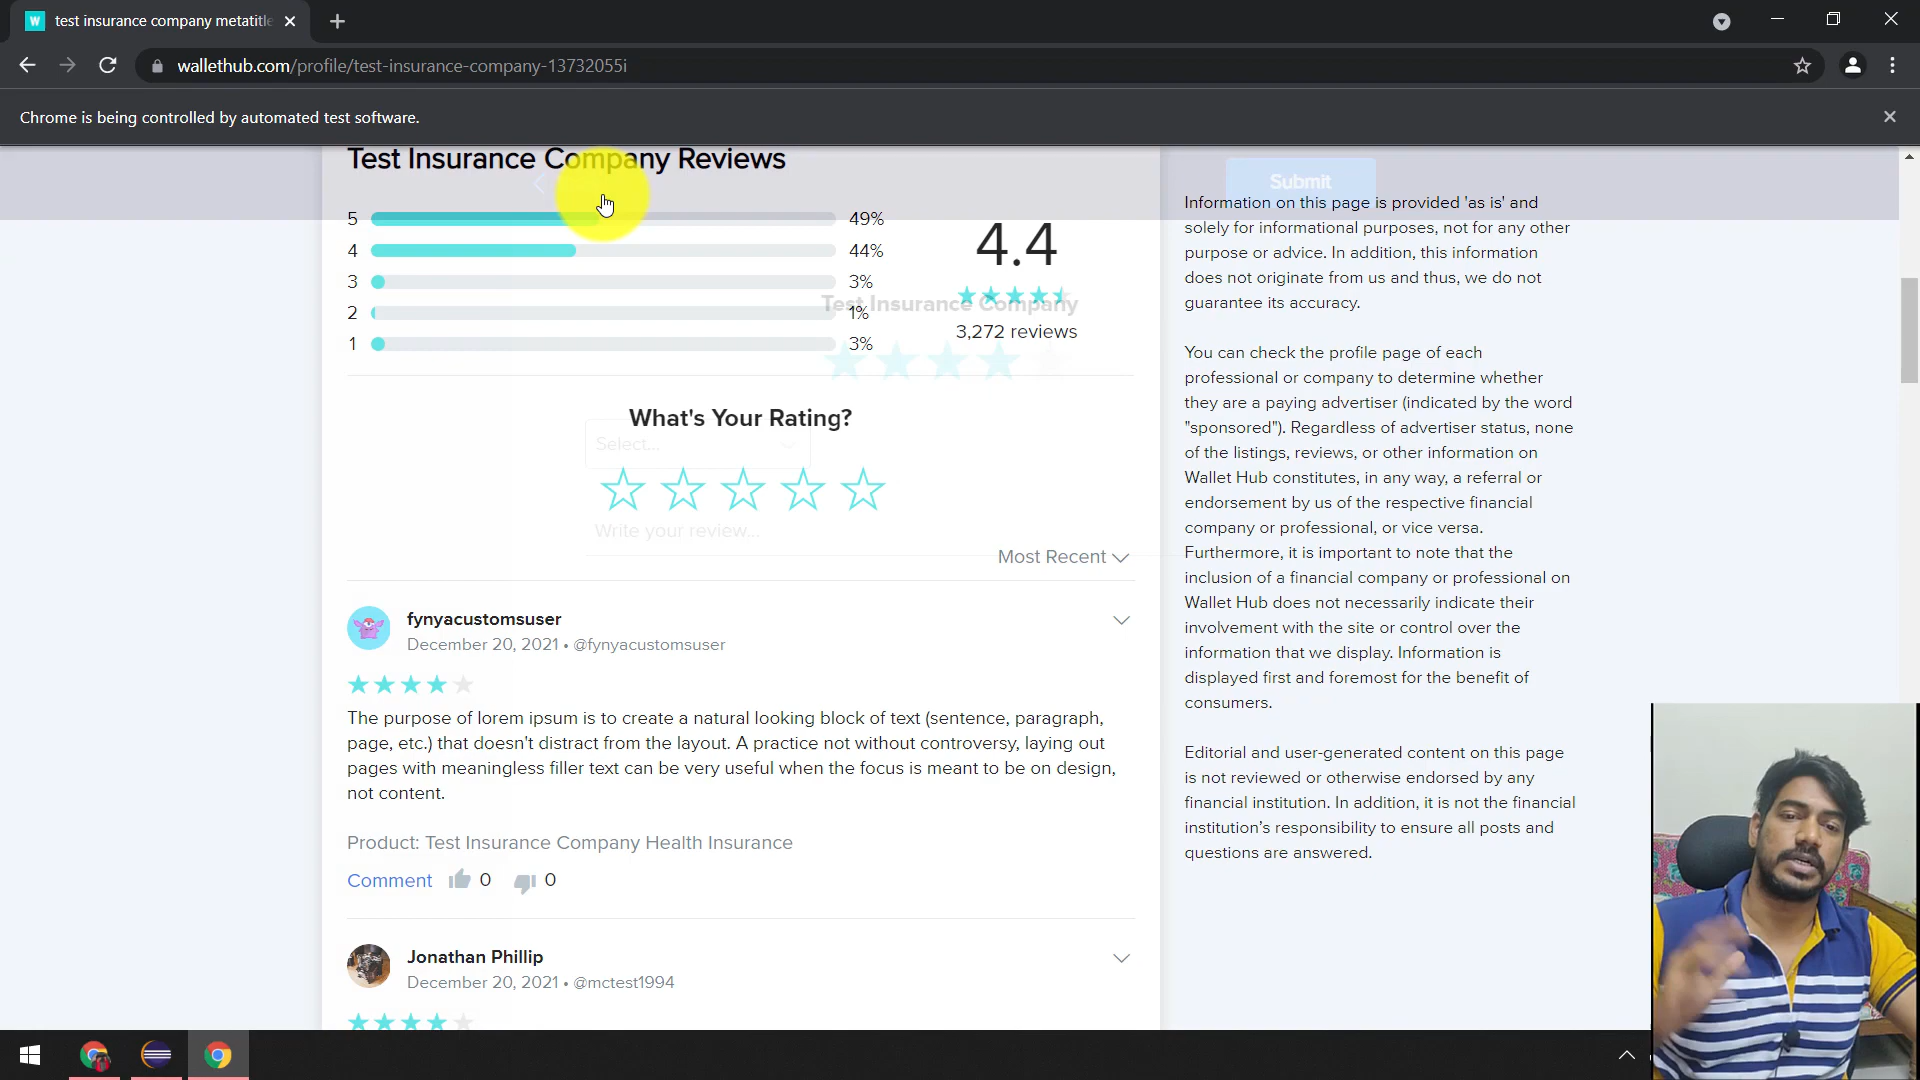 test insurance company metatitle
wallethub.com/profile/test-insurance-company-13732055i
Chrome is being controlled by automated test software.
Test Insurance Company Reviews
5 49%
4 44%
3 3%
2 1%
1 3%
4.4
3,272 reviews
Test Insurance Company
What's Your Rating?
Select...
Write your review...
Most Recent
fynyacustomsuser
December 20, 2021 • @fynyacustomsuser
The purpose of lorem ipsum is to create a natural looking block of text (sentence, paragraph,
page, etc.) that doesn't distract from the layout. A practice not without controversy, laying out
pages with meaningless filler text can be very useful when the focus is meant to be on design,
not content.
Product: Test Insurance Company Health Insurance
Comment 0 0
Jonathan Phillip
December 20, 2021 • @mctest1994
Submit
Information on this page is provided 'as is' and
solely for informational purposes, not for any other
purpose or advice. In addition, this information
does not originate from us and thus, we do not
guarantee its accuracy.
You can check the profile page of each
professional or company to determine whether
they are a paying advertiser (indicated by the word
"sponsored"). Regardless of advertiser status, none
of the listings, reviews, or other information on
Wallet Hub constitutes, in any way, a referral or
endorsement by us of the respective financial
company or professional, or vice versa.
Furthermore, it is important to note that the
inclusion of a financial company or professional on
Wallet Hub does not necessarily indicate their
involvement with the site or control over the
information that we display. Information is
displayed first and foremost for the benefit of
consumers.
Editorial and user-generated content on this page
is not reviewed or otherwise endorsed by any
financial institution. In addition, it is not the financial
institution’s responsibility to ensure all posts and
questions are answered.